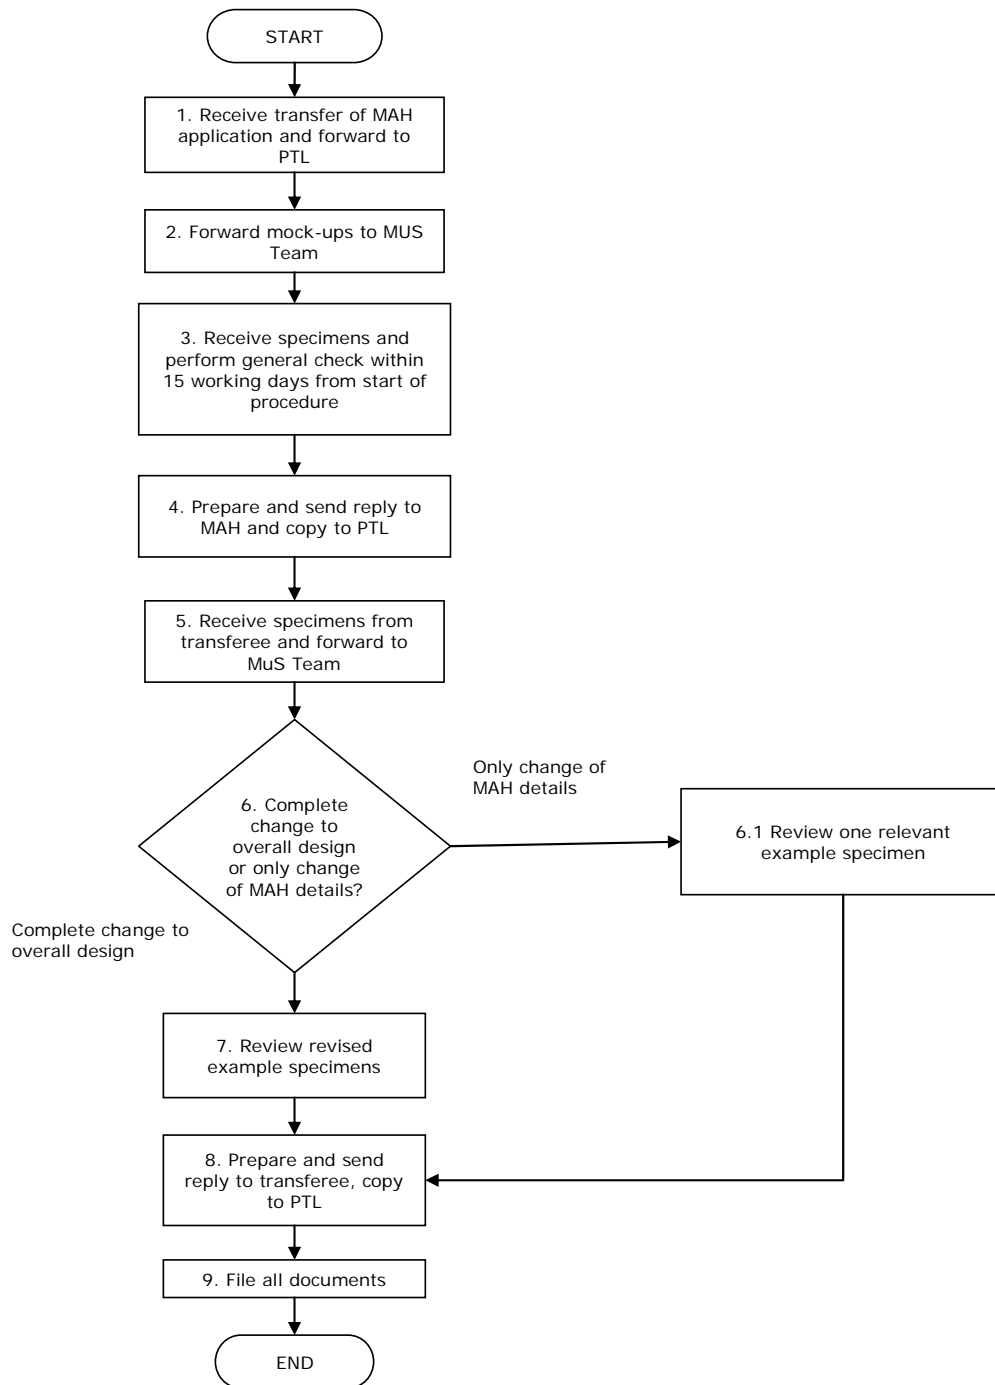 START
1. Receive transfer of MAH
application and forward to
PTL
2. Forward mock-ups to MUS
Team
3. Receive specimens and
perform general check within
15 working days from start of
procedure
4. Prepare and send reply to
MAH and copy to PTL
5. Receive specimens from
transferee and forward to
MuS Team
6. Complete
change to
overall design
or only change
of MAH details?
Only change of
MAH details
6.1 Review one relevant
example specimen
Complete change to
overall design
7. Review revised
example specimens
8. Prepare and send
reply to transferee, copy
to PTL
9. File all documents
END